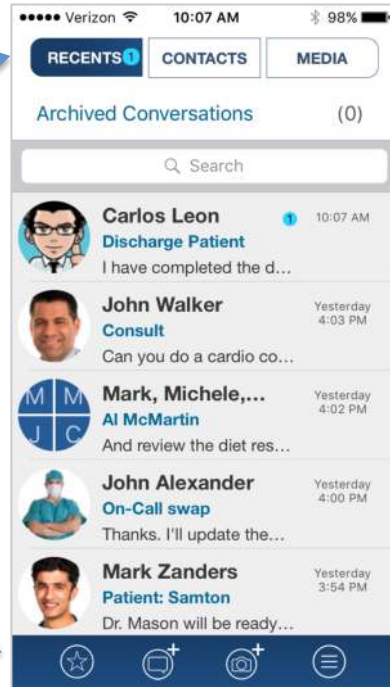 Verizon 10:07 AM 98%
RECENTS 1 CONTACTS MEDIA
Archived Conversations (0)
Search
Carlos Leon 1 10:07 AM
Discharge Patient
I have completed the d...
John Walker Yesterday
Consult 4:03 PM
Can you do a cardio co...
M M Mark, Michele,... Yesterday
J C Al McMartin 4:02 PM
And review the diet res...
John Alexander Yesterday
On-Call swap 4:00 PM
Thanks. I'll update the...
Mark Zanders Yesterday
Patient: Samton 3:54 PM
Dr. Mason will be ready...